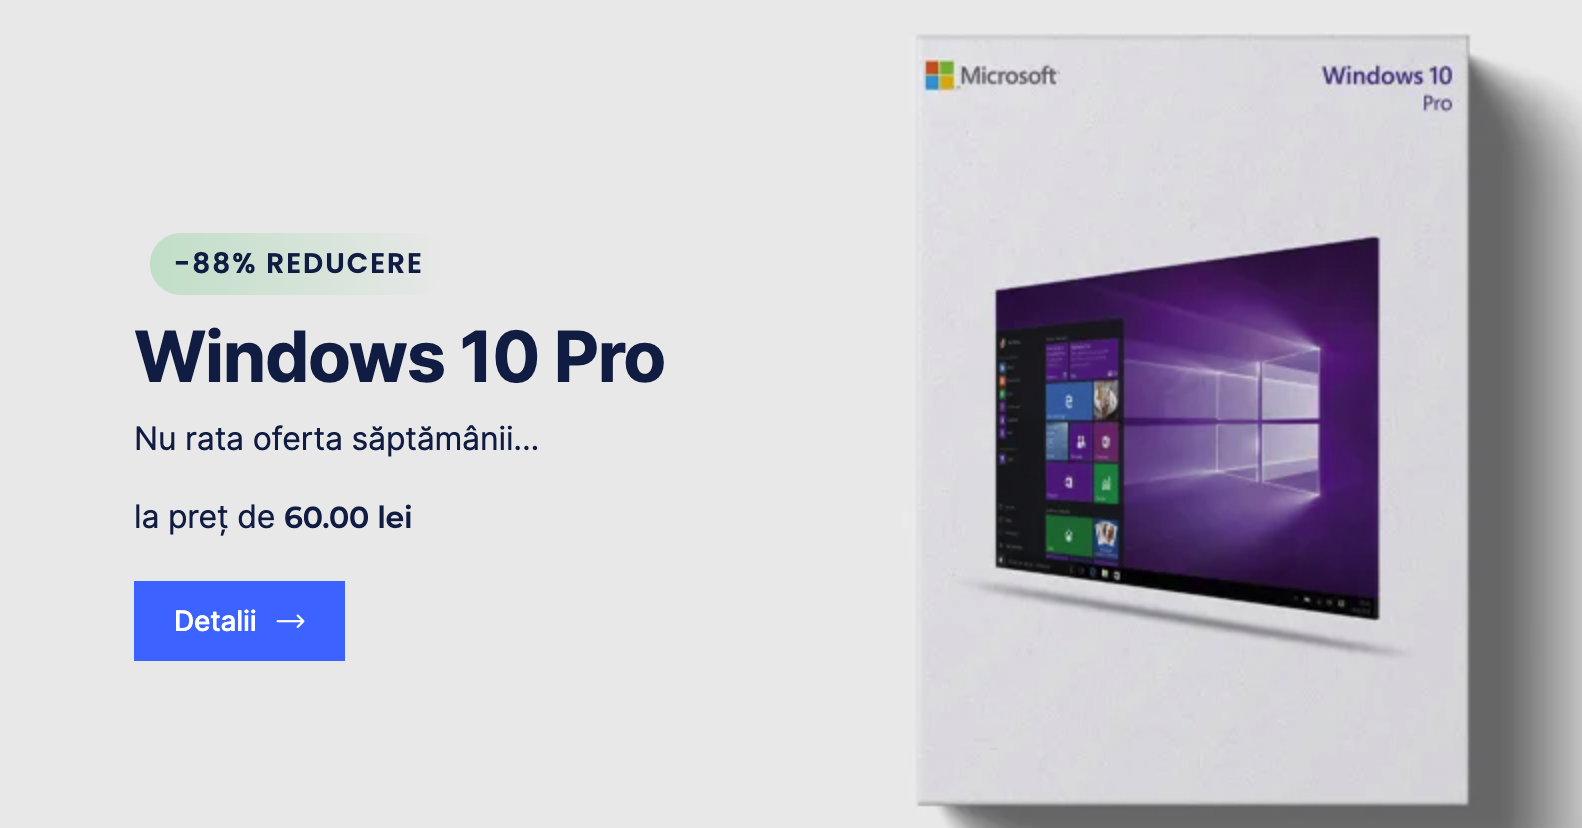 -88% REDUCERE
Windows 10 Pro
Nu rata oferta săptămânii...
la preț de 60.00 lei
Detalii →
Microsoft
Windows 10
Pro